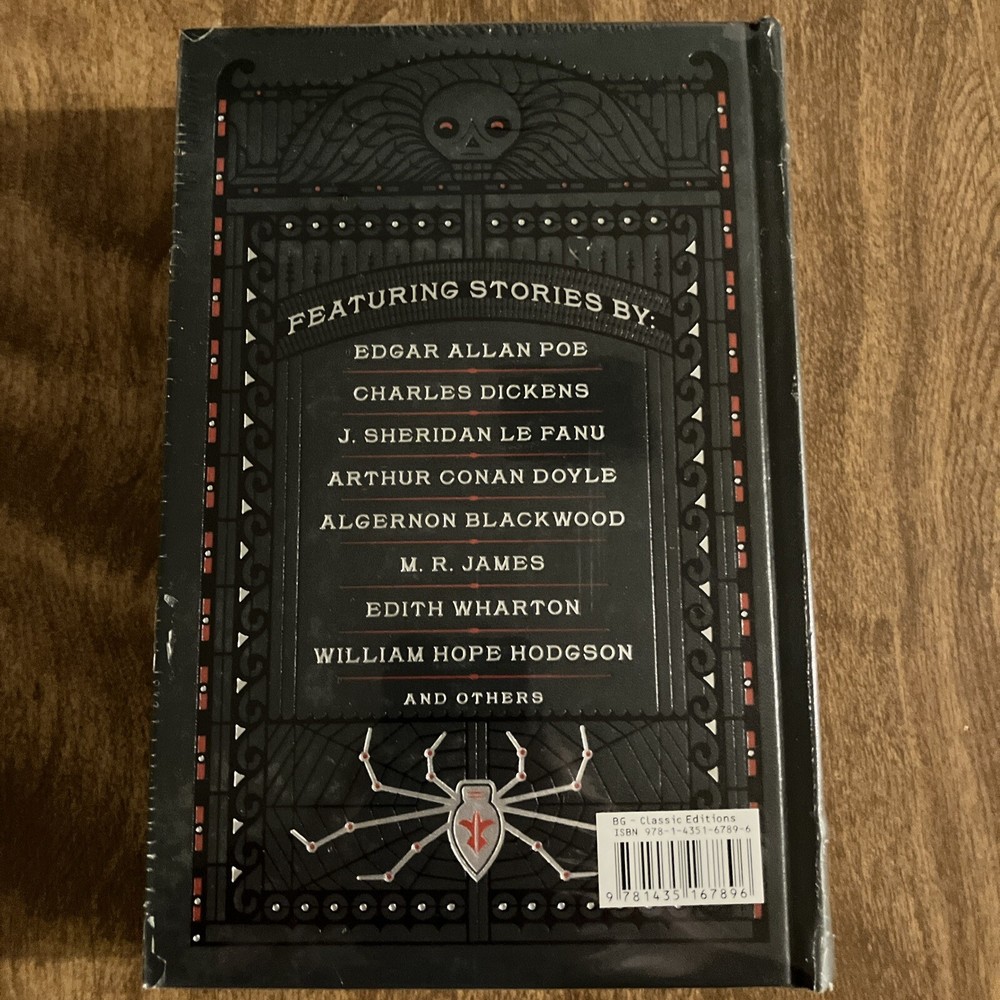 FEATURING STORIES BY:
EDGAR ALLAN POE
CHARLES DICKENS
J. SHERIDAN LE FANU
ARTHUR CONAN DOYLE
ALGERNON BLACKWOOD
M. R. JAMES
EDITH WHARTON
WILLIAM HOPE HODGSON
AND OTHERS
BG - Classic Editions
ISBN 978-1-4351-6789-6
9 781435 167896